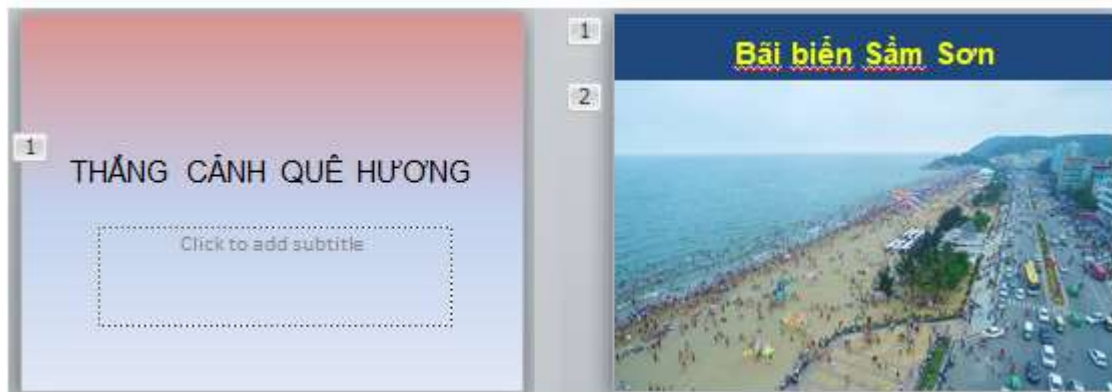 1
THẮNG CẢNH QUÊ HƯƠNG
Click to add subtitle
1
Bãi biển Sầm Sơn
2